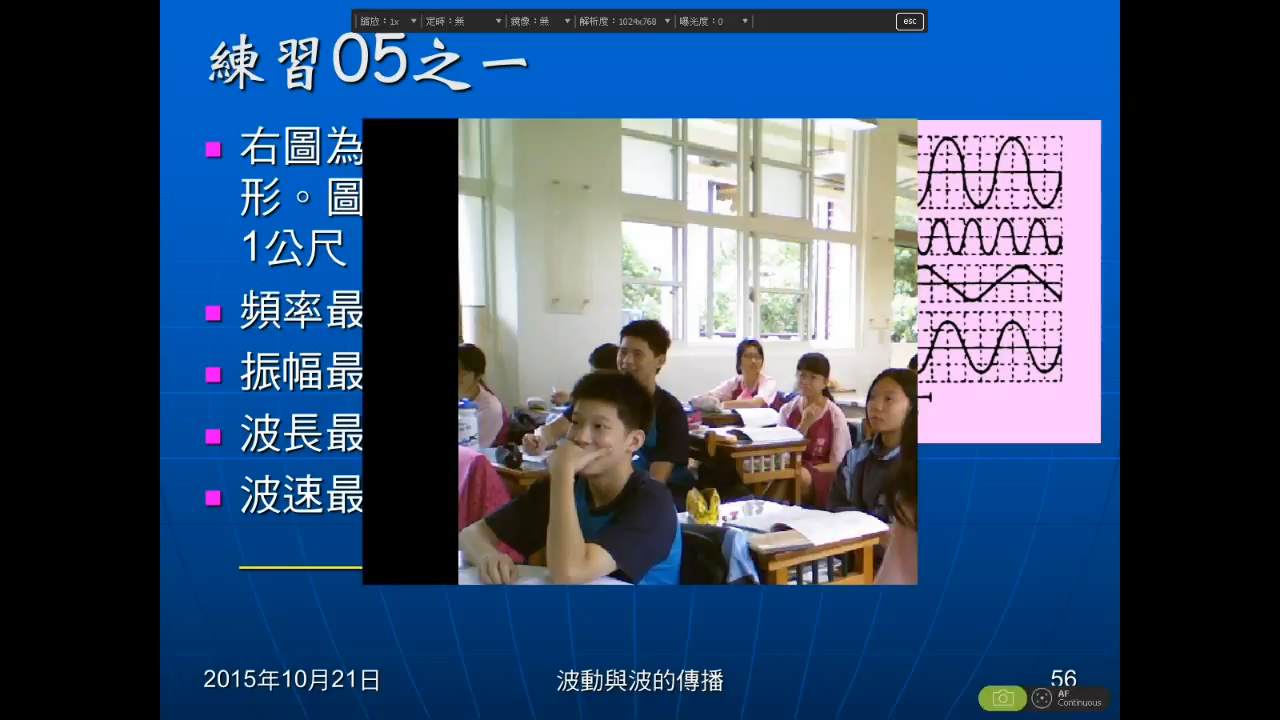 縮放：1x 定時：無 鏡像：無 解析度：1024x768 曝光度：0 esc
練習05之一
右圖為
形。圖
1公尺
頻率最
振幅最
波長最
波速最
2015年10月21日 波動與波的傳播 56
AF
Continuous